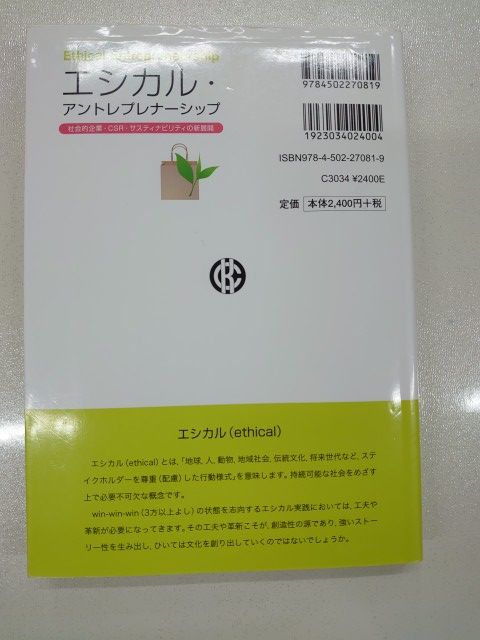 Ethical Entrepreneurship
エシカル・
アントレプレナーシップ
社会的企業・CSR・サスティナビリティの新展開
9784502270819
1923034024004
ISBN978-4-502-27081-9
C3034 ¥2400E
定価 本体2,400円+税
エシカル(ethical)
エシカル(ethical)とは、「地球、人、動物、地域社会、伝統文化、将来世代など、ステ
イクホルダーを尊重(配慮)した行動様式」を意味します。持続可能な社会をめざす
上で必要不可欠な概念です。
win-win-win(3方以上よし)の状態を志向するエシカル実践においては、工夫や
革新が必要になってきます。その工夫や革新こそが、創造性の源であり、強いストー
リー性を生み出し、ひいては文化を創り出していくのではないでしょうか。